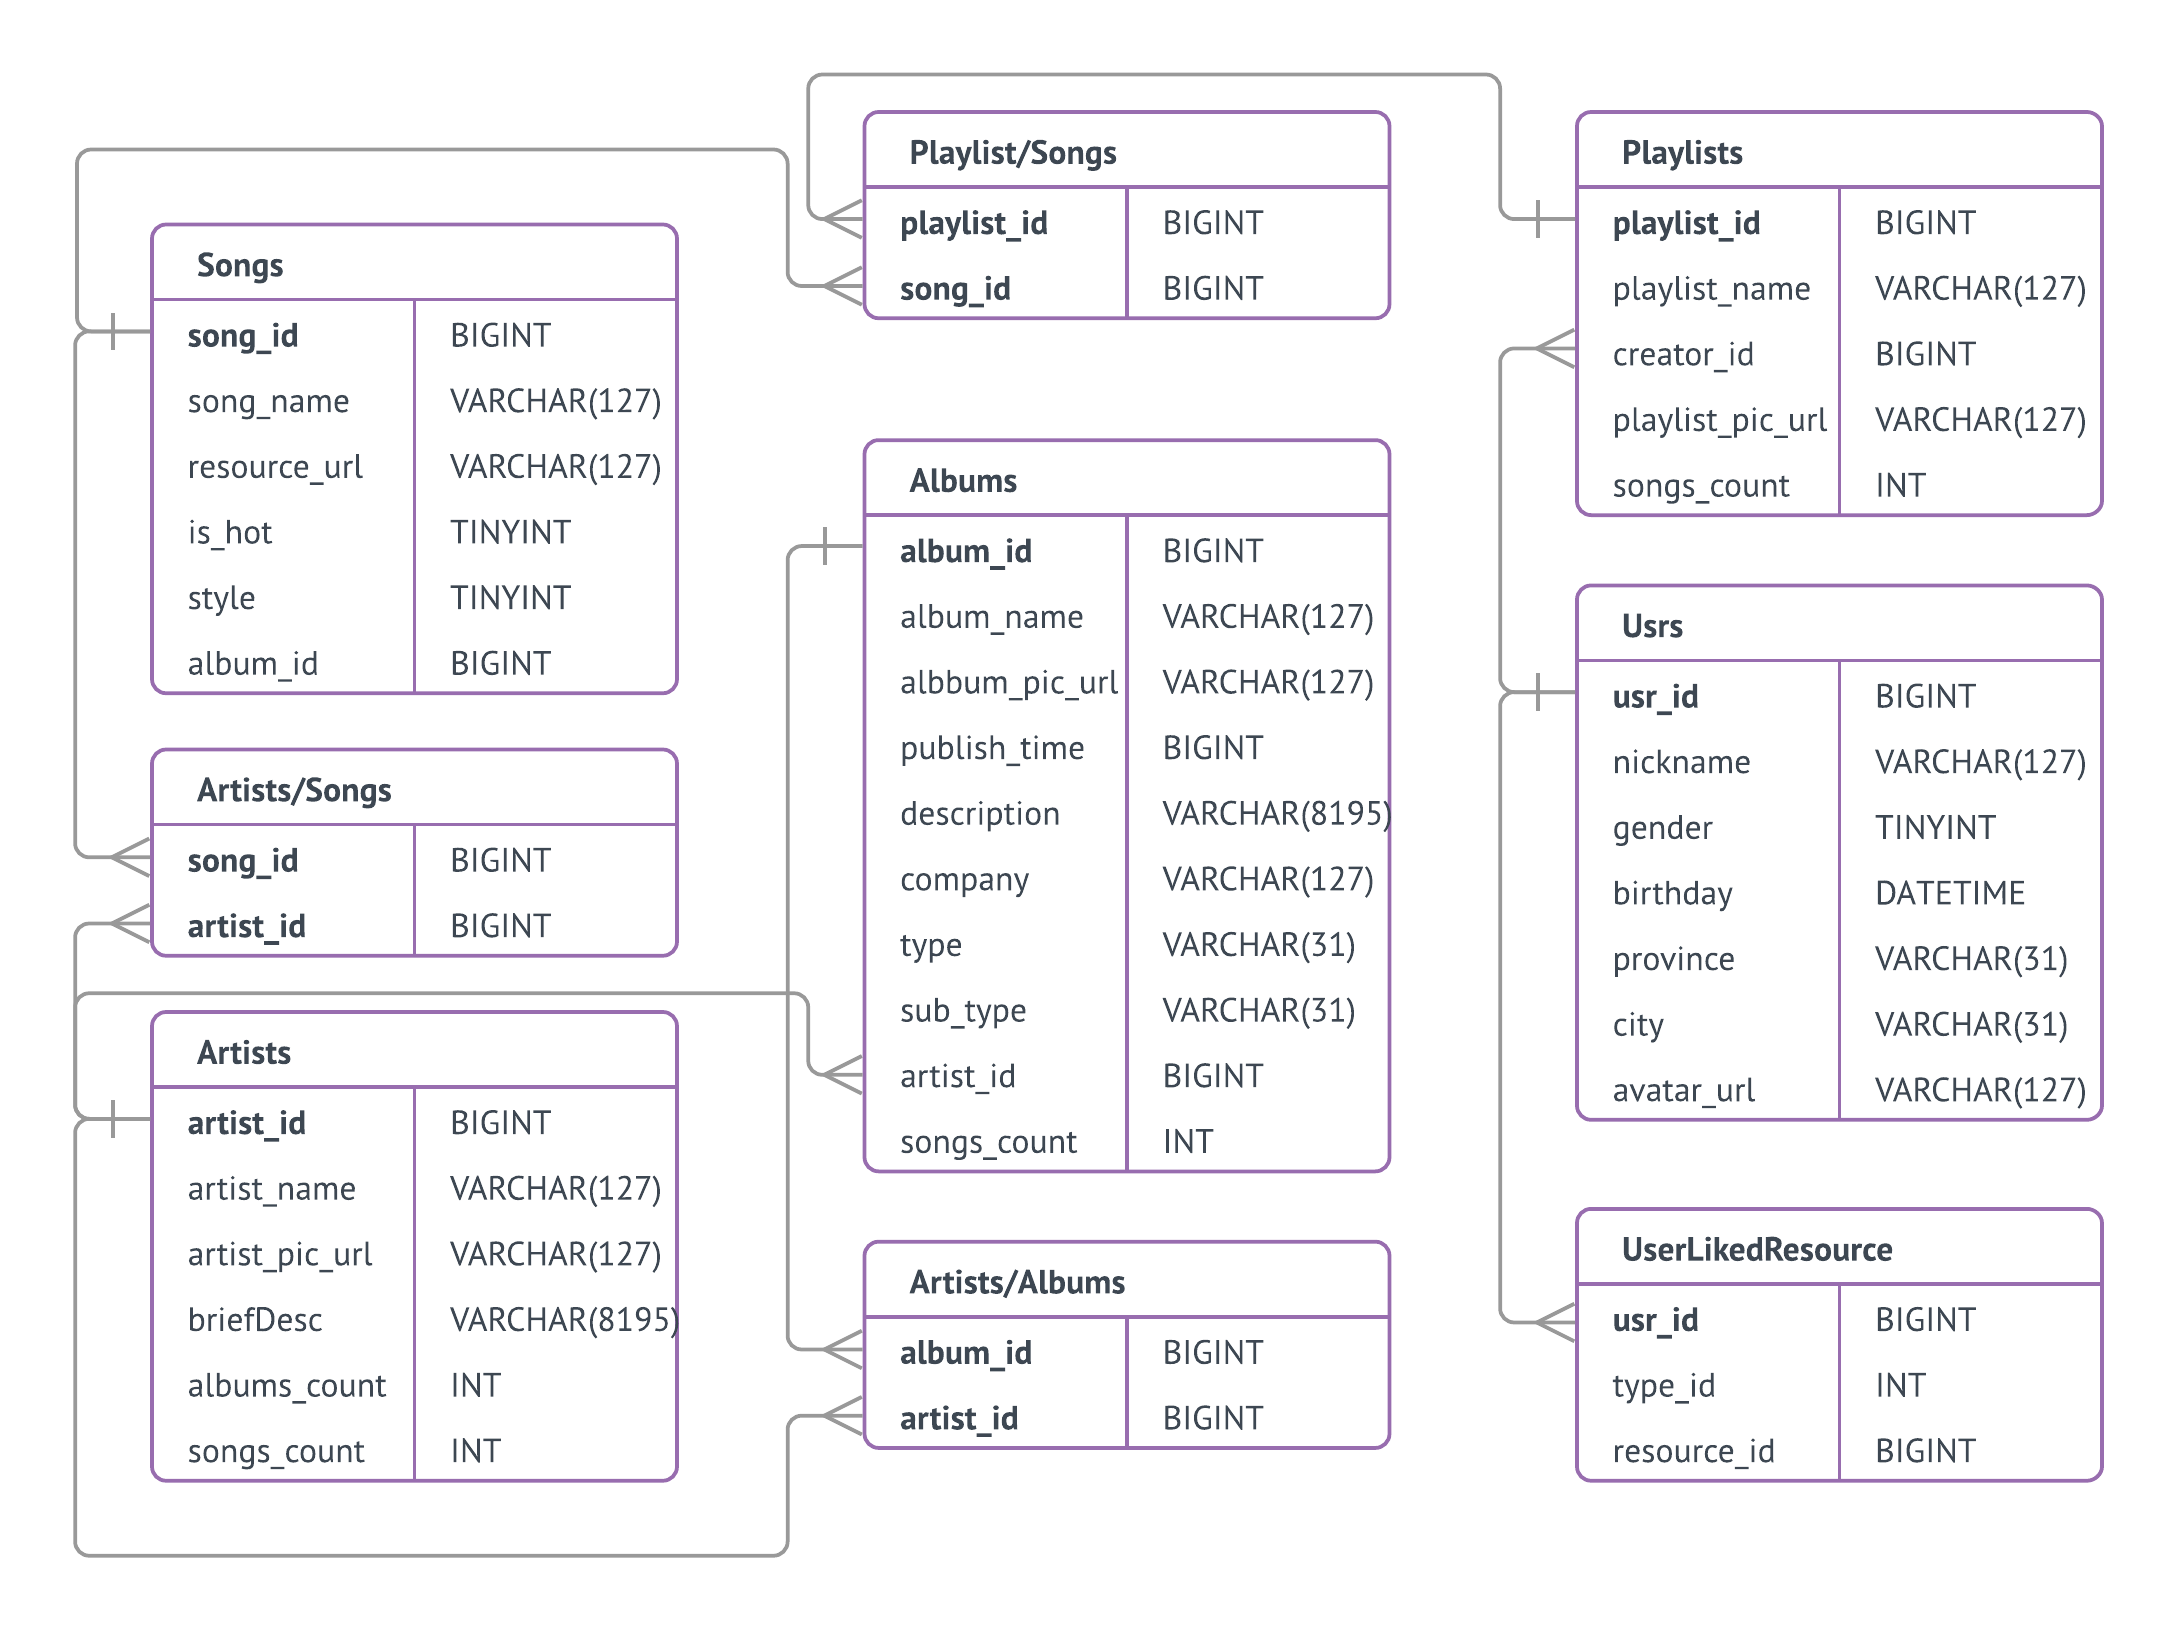 Songs
song_id BIGINT
song_name VARCHAR(127)
resource_url VARCHAR(127)
is_hot TINYINT
style TINYINT
album_id BIGINT
Artists/Songs
song_id BIGINT
artist_id BIGINT
Artists
artist_id BIGINT
artist_name VARCHAR(127)
artist_pic_url VARCHAR(127)
briefDesc VARCHAR(8195)
albums_count INT
songs_count INT
Playlist/Songs
playlist_id BIGINT
song_id BIGINT
Albums
album_id BIGINT
album_name VARCHAR(127)
albbum_pic_url VARCHAR(127)
publish_time BIGINT
description VARCHAR(8195)
company VARCHAR(127)
type VARCHAR(31)
sub_type VARCHAR(31)
artist_id BIGINT
songs_count INT
Artists/Albums
album_id BIGINT
artist_id BIGINT
Playlists
playlist_id BIGINT
playlist_name VARCHAR(127)
creator_id BIGINT
playlist_pic_url VARCHAR(127)
songs_count INT
Usrs
usr_id BIGINT
nickname VARCHAR(127)
gender TINYINT
birthday DATETIME
province VARCHAR(31)
city VARCHAR(31)
avatar_url VARCHAR(127)
UserLikedResource
usr_id BIGINT
type_id INT
resource_id BIGINT